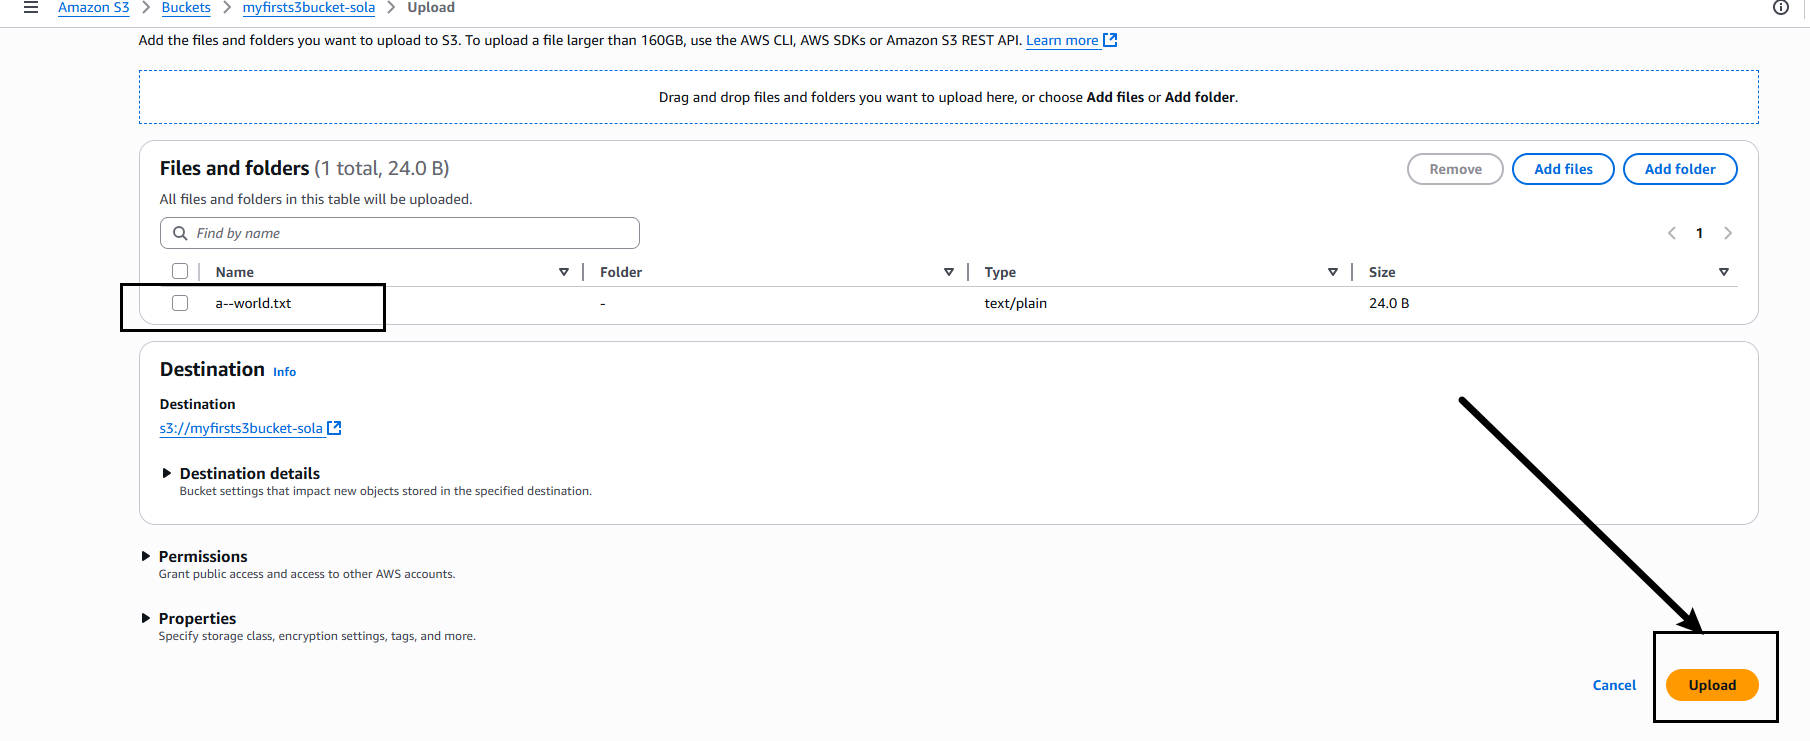 Amazon S3 > Buckets > myfirsts3bucket-sola > Upload
Add the files and folders you want to upload to S3. To upload a file larger than 160GB, use the AWS CLI, AWS SDKs or Amazon S3 REST API. Learn more
Drag and drop files and folders you want to upload here, or choose Add files or Add folder.
Files and folders (1 total, 24.0 B)
Remove
Add files
Add folder
All files and folders in this table will be uploaded.
Find by name
1
Name Folder Type Size
a--world.txt - text/plain 24.0 B
Destination Info
Destination
s3://myfirsts3bucket-sola
Destination details
Bucket settings that impact new objects stored in the specified destination.
Permissions
Grant public access and access to other AWS accounts.
Properties
Specify storage class, encryption settings, tags, and more.
Cancel
Upload